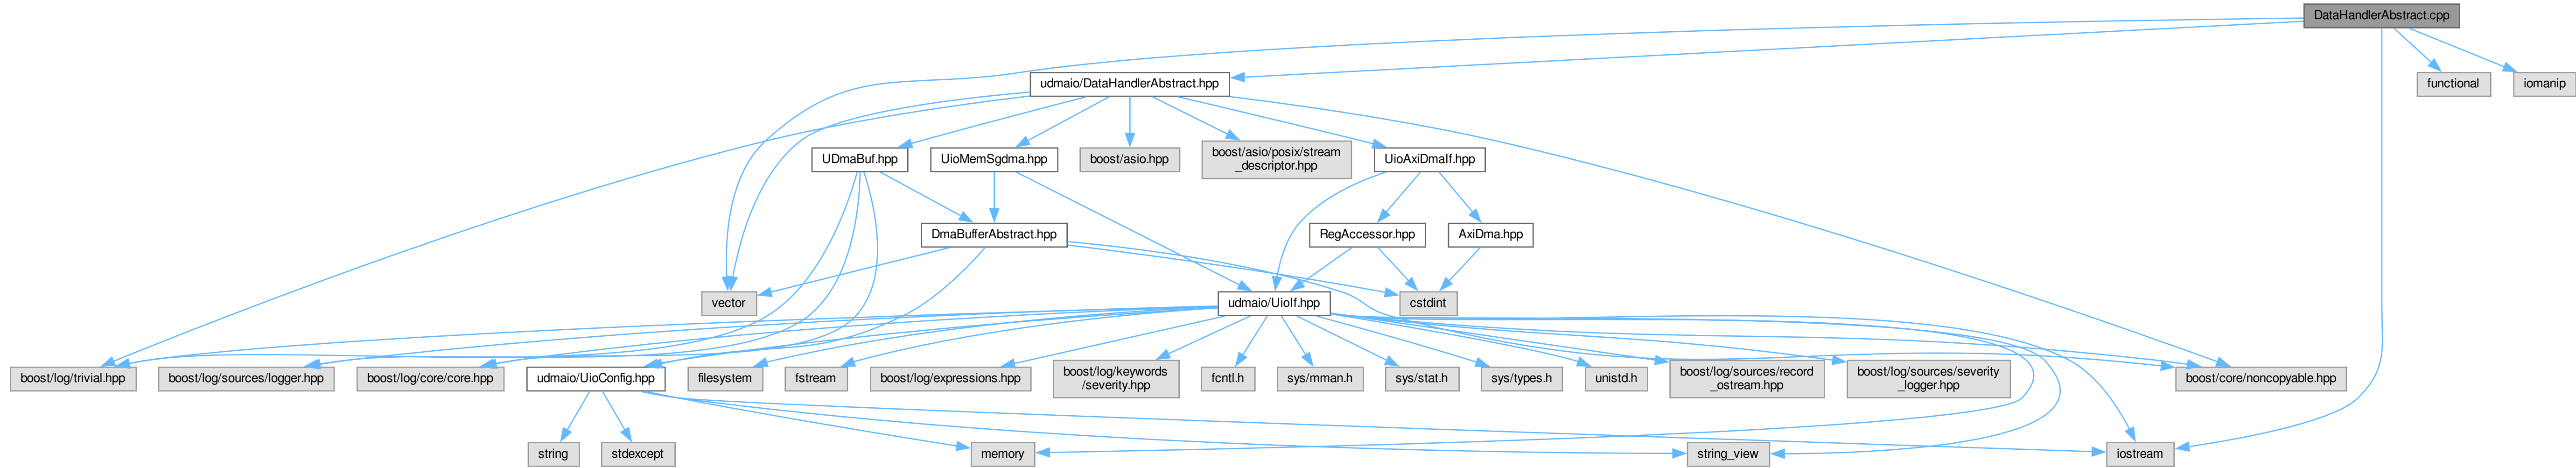 DataHandlerAbstract.cpp
udmaio/DataHandlerAbstract.hpp
functional
iomanip
UDmaBuf.hpp
UioMemSgdma.hpp
boost/asio.hpp
boost/asio/posix/stream
_descriptor.hpp
UioAxiDmaIf.hpp
DmaBufferAbstract.hpp
RegAccessor.hpp
AxiDma.hpp
vector
udmaio/UioIf.hpp
cstdint
boost/log/trivial.hpp
boost/log/sources/logger.hpp
boost/log/core/core.hpp
udmaio/UioConfig.hpp
filesystem
fstream
boost/log/expressions.hpp
boost/log/keywords
/severity.hpp
fcntl.h
sys/mman.h
sys/stat.h
sys/types.h
unistd.h
boost/log/sources/record
_ostream.hpp
boost/log/sources/severity
_logger.hpp
boost/core/noncopyable.hpp
string
stdexcept
memory
string_view
iostream